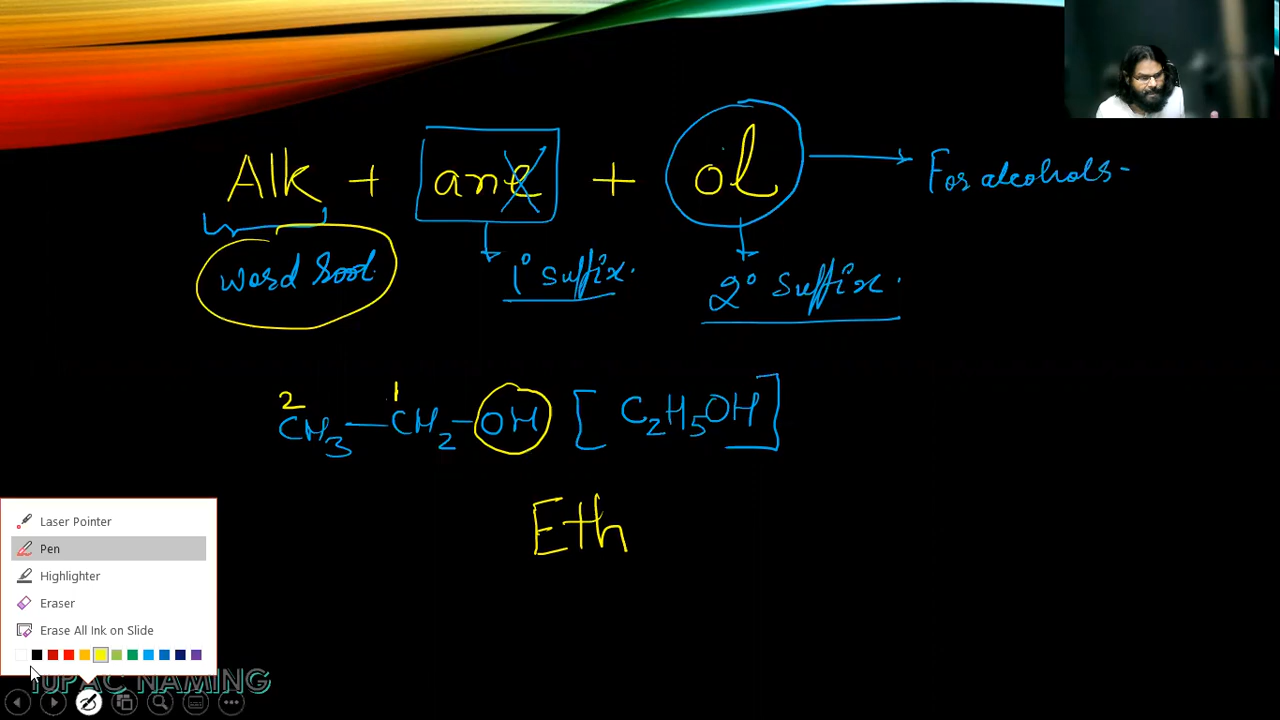 Alk + ane + ol → For alcohols-
word root.
1° suffix.
2° suffix.
2 1
CH3—CH2-OH [C2H5OH]
Eth
Laser Pointer
Pen
Highlighter
Eraser
Erase All Ink on Slide
IUPAC NAMING